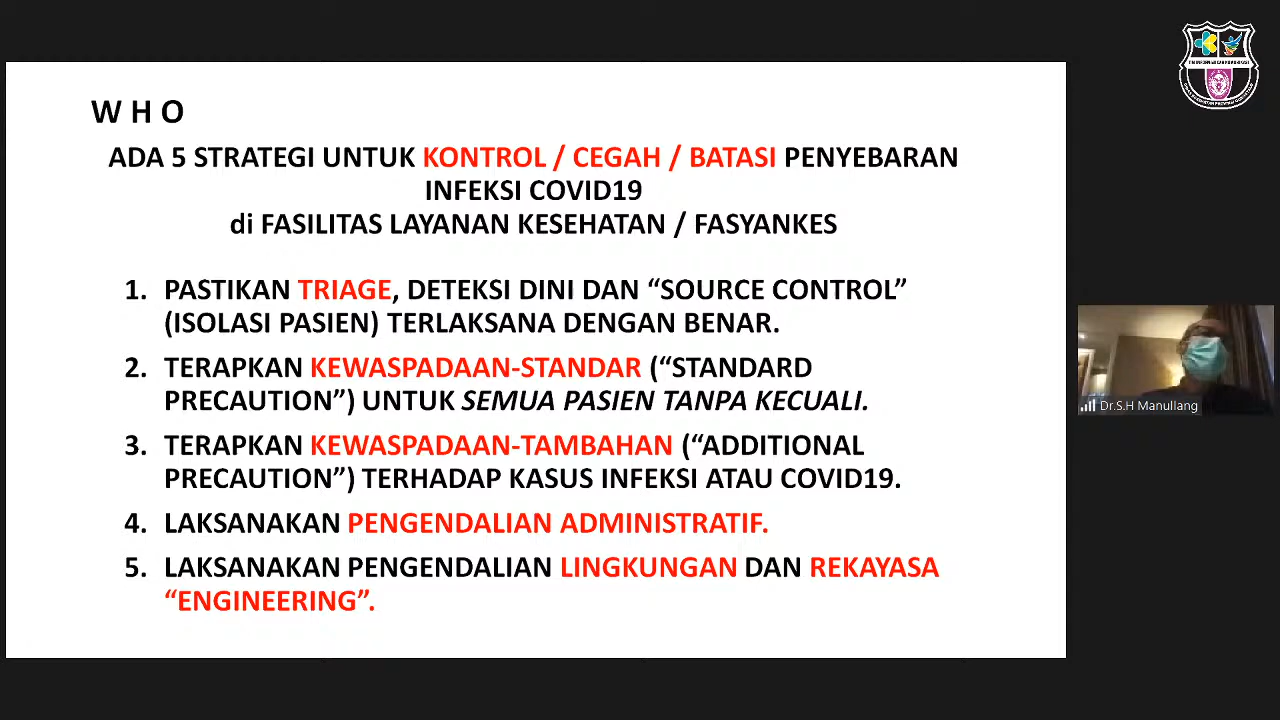 W H O
ADA 5 STRATEGI UNTUK KONTROL / CEGAH / BATASI PENYEBARAN
INFEKSI COVID19
di FASILITAS LAYANAN KESEHATAN / FASYANKES
1. PASTIKAN TRIAGE, DETEKSI DINI DAN “SOURCE CONTROL”
(ISOLASI PASIEN) TERLAKSANA DENGAN BENAR.
2. TERAPKAN KEWASPADAAN-STANDAR (“STANDARD
PRECAUTION”) UNTUK SEMUA PASIEN TANPA KECUALI.
3. TERAPKAN KEWASPADAAN-TAMBAHAN (“ADDITIONAL
PRECAUTION”) TERHADAP KASUS INFEKSI ATAU COVID19.
4. LAKSANAKAN PENGENDALIAN ADMINISTRATIF.
5. LAKSANAKAN PENGENDALIAN LINGKUNGAN DAN REKAYASA
“ENGINEERING”.
Dr.S.H Manullang